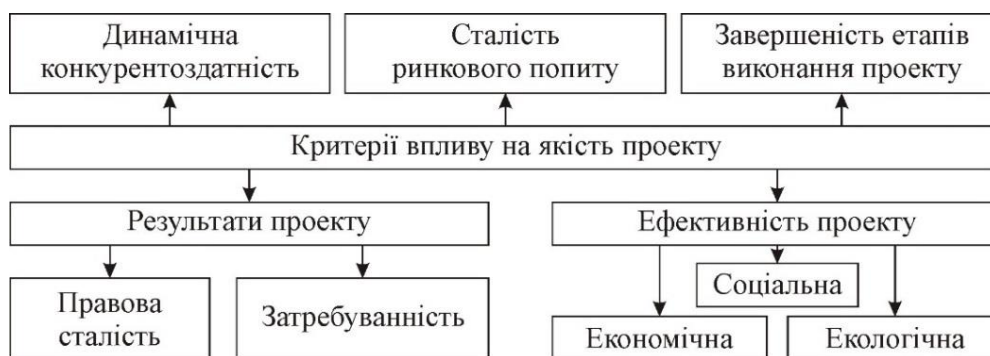 Динамічна
конкурентоздатність
Сталість
ринкового попиту
Завершеність етапів
виконання проекту
Критерії впливу на якість проекту
Результати проекту
Ефективність проекту
Правова
сталість
Затребуванність
Соціальна
Економічна
Екологічна